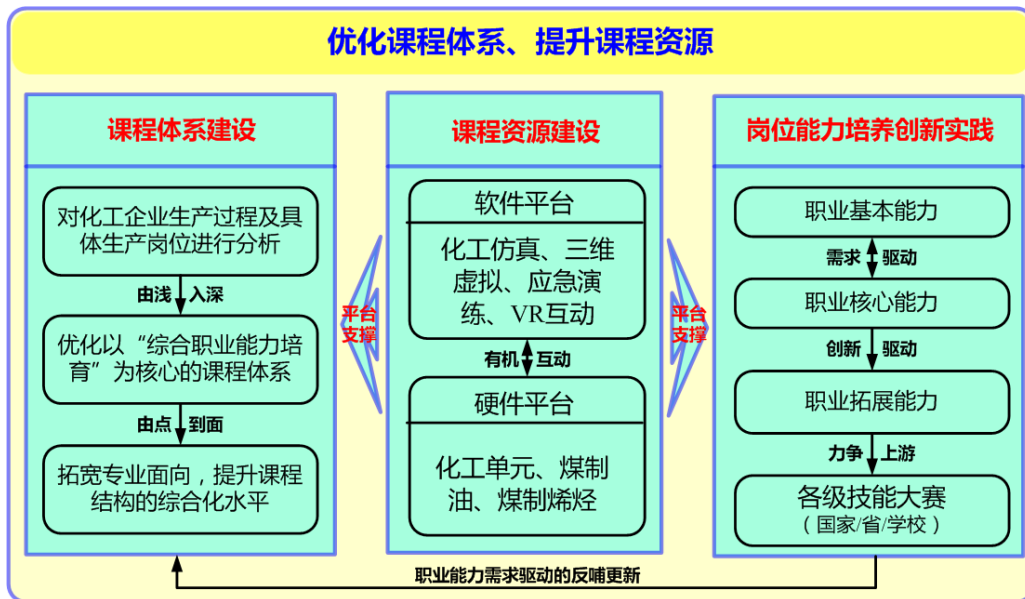 优化课程体系、提升课程资源
课程体系建设
对化工企业生产过程及具
体生产岗位进行分析
由浅 入深
优化以“综合职业能力培
育”为核心的课程体系
由点 到面
拓宽专业面向，提升课程
结构的综合化水平
平台
支撑
课程资源建设
软件平台
化工仿真、三维
虚拟、应急演
练、VR互动
有机 互动
硬件平台
化工单元、煤制
油、煤制烯烃
平台
支撑
岗位能力培养创新实践
职业基本能力
需求 驱动
职业核心能力
创新 驱动
职业拓展能力
力争 上游
各级技能大赛
（国家/省/学校）
职业能力需求驱动的反哺更新